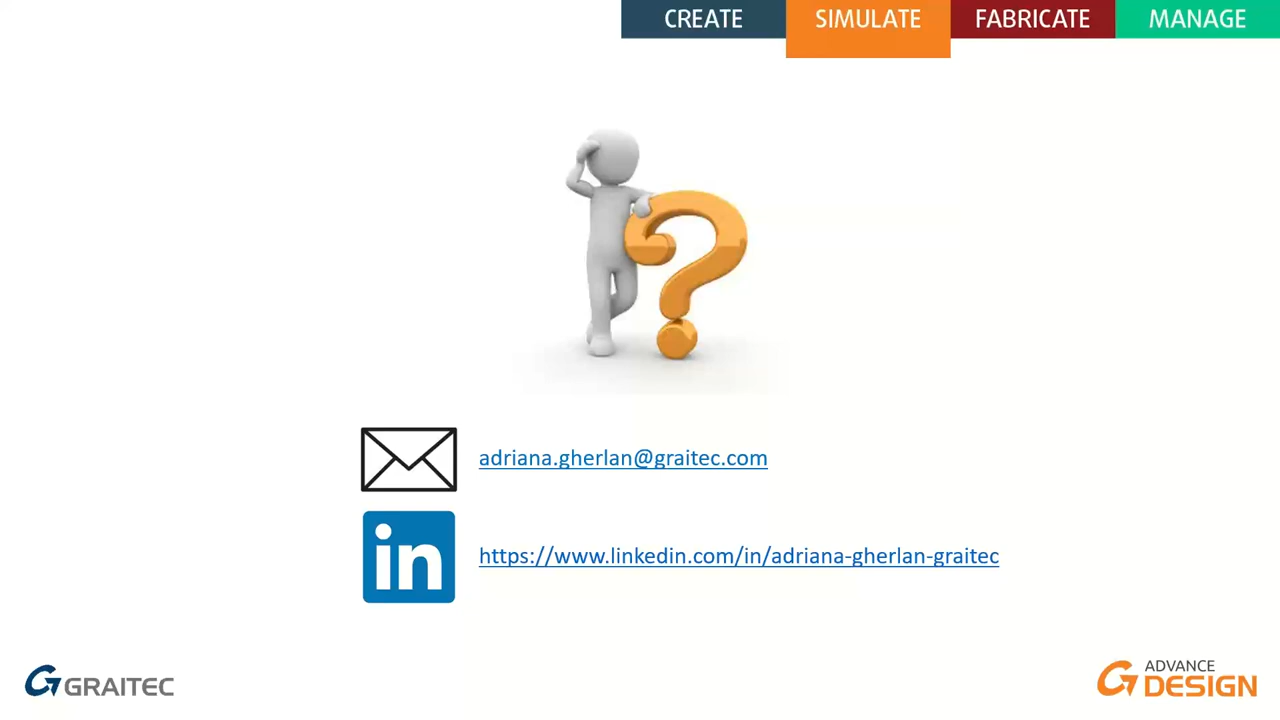 CREATE SIMULATE FABRICATE MANAGE
adriana.gherlan@graitec.com
in
https://www.linkedin.com/in/adriana-gherlan-graitec
GRAITEC
ADVANCE
DESIGN